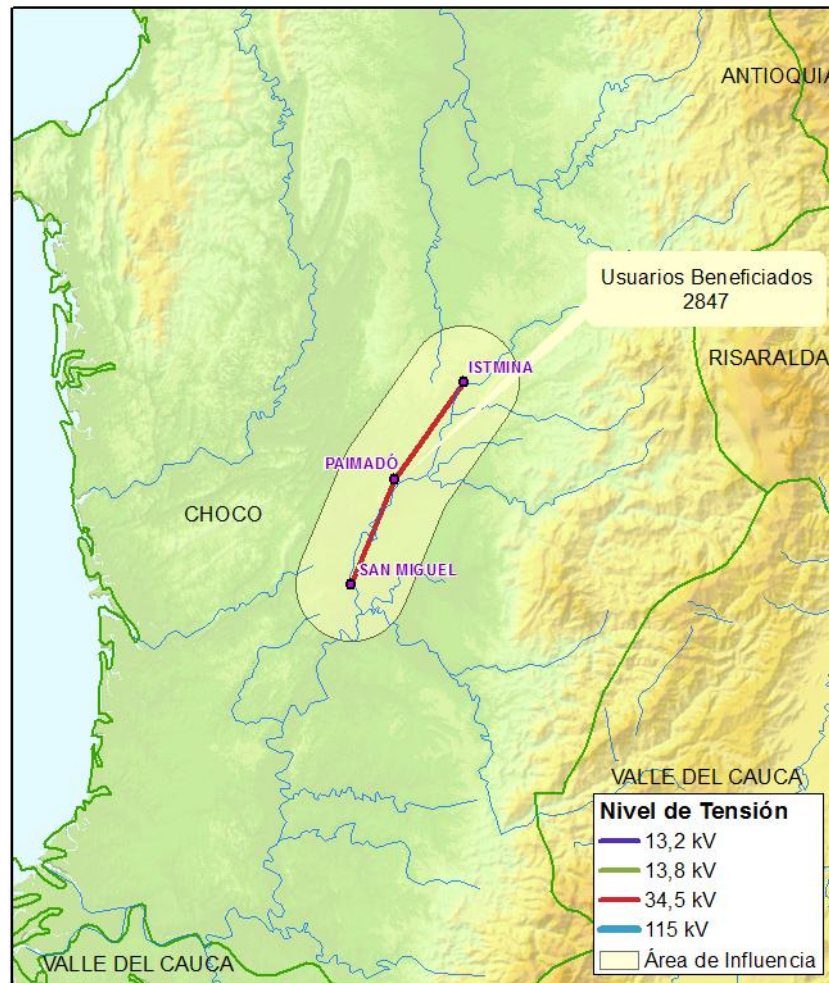 ANTIOQUIA
Usuarios Beneficiados
2847
RISARALDA
ISTMINA
PAIMADÓ
CHOCO
SAN MIGUEL
VALLE DEL CAUCA
Nivel de Tensión
13,2 kV
13,8 kV
34,5 kV
115 kV
Área de Influencia
VALLE DEL CAUCA